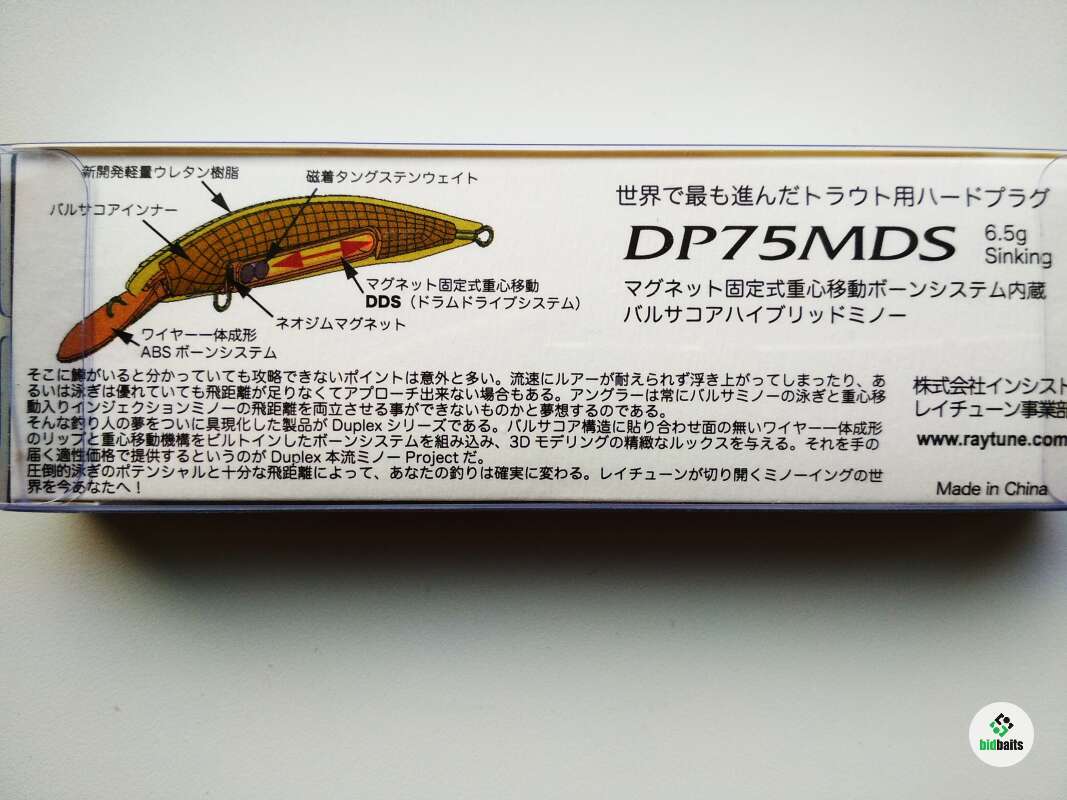 新開発軽量ウレタン樹脂
磁着タングステンウェイト
バルサコアインナー
マグネット固定式重心移動
DDS（ドラムドライブシステム）
ネオジムマグネット
ワイヤー一体成形
ABSボーンシステム
世界で最も進んだトラウト用ハードプラグ
DP75MDS
6.5g
Sinking
マグネット固定式重心移動ボーンシステム内蔵
バルサコアハイブリッドミノー
そこに鱒がいると分かっていても攻略できないポイントは意外と多い。流速にルアーが耐えられず浮き上がってしまったり、あ
るいは泳ぎは優れていても飛距離が足りなくてアプローチ出来ない場合もある。アングラーは常にバルサミノーの泳ぎと重心移
動入りインジェクションミノーの飛距離を両立させる事ができないものかと夢想するのである。
そんな釣り人の夢をついに具現化した製品がDuplexシリーズである。バルサコア構造に貼り合わせ面の無いワイヤー一体成形
のリップと重心移動機構をビルトインしたボーンシステムを組み込み、3Dモデリングの精緻なルックスを与える。それを手の
届く適性価格で提供するというのがDuplex本流ミノーProjectだ。
圧倒的泳ぎのポテンシャルと十分な飛距離によって、あなたの釣りは確実に変わる。レイチューンが切り開くミノーイングの世
界を今あなたへ！
株式会社インシスト
レイチューン事業部
www.raytune.com
Made in China
bidbaits